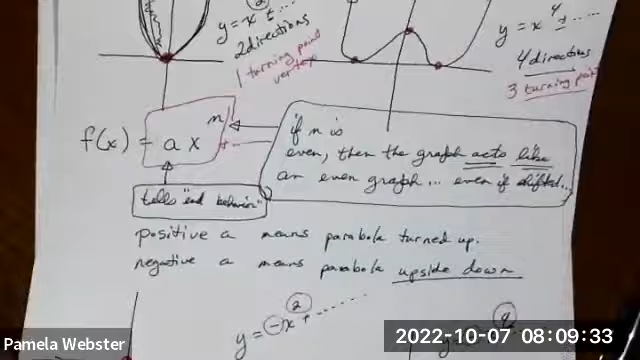 y = x² ± ...
2 directions
1 turning point
vertex
y = x⁴ ± ......
4 directions
3 turning poin
f(x) = a x^n + ...
if n is
even, then the graph acts like
an even graph... even if shifted...
tells "end behavior"
positive a means parabola turned up.
negative a means parabola upside down
y = -x² + .......
Pamela Webster
2022-10-07 08:09:33